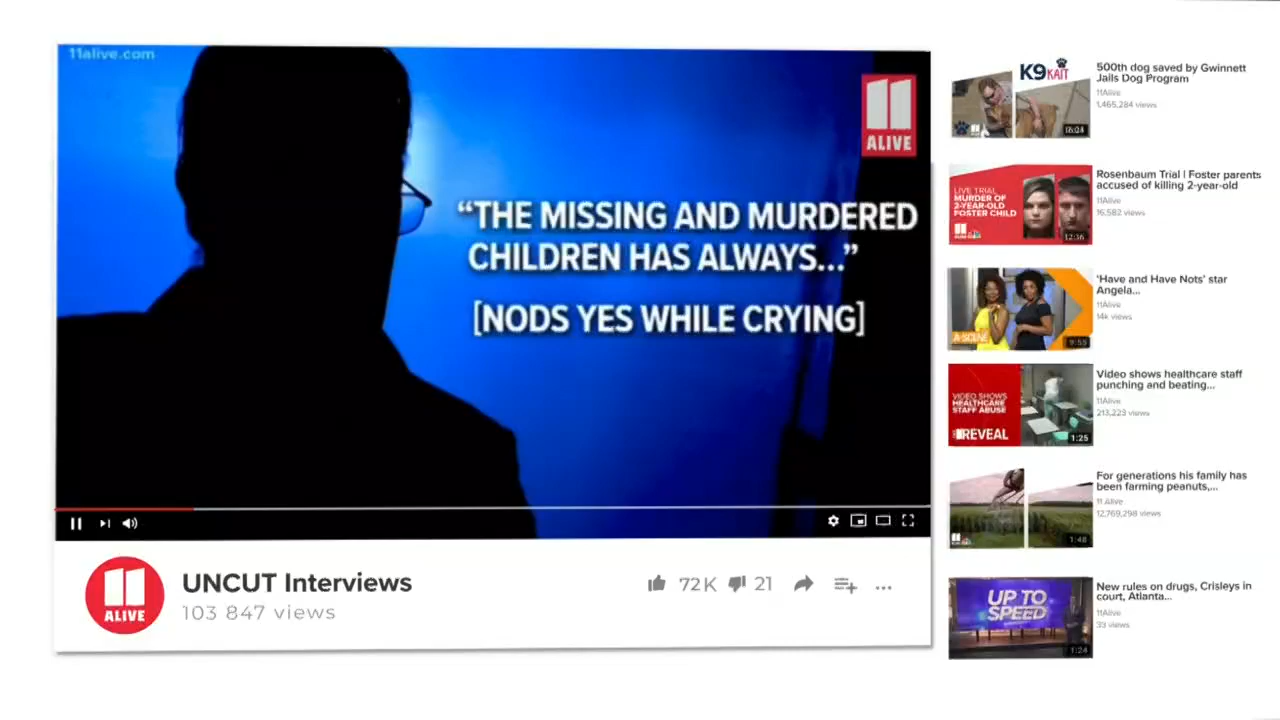 11alive.com
11
ALIVE
“THE MISSING AND MURDERED
CHILDREN HAS ALWAYS...”
[NODS YES WHILE CRYING]
11
ALIVE
UNCUT Interviews
103 847 views
72K
21
...
K9 KAIT
16:04
500th dog saved by Gwinnett
Jails Dog Program
11Alive
1,465,284 views
LIVE TRIAL
MURDER OF
2-YEAR-OLD
FOSTER CHILD
12:36
Rosenbaum Trial | Foster parents
accused of killing 2-year-old
11Alive
16,582 views
A-SCENE
9:55
'Have and Have Nots' star
Angela...
11Alive
14k views
VIDEO SHOWS
HEALTHCARE
STAFF ABUSE
REVEAL
1:25
Video shows healthcare staff
punching and beating...
11Alive
213,223 views
1:48
For generations his family has
been farming peanuts,...
11 Alive
12,769,298 views
UP TO
SPEED
1:24
New rules on drugs, Crisleys in
court, Atlanta...
11Alive
33 views